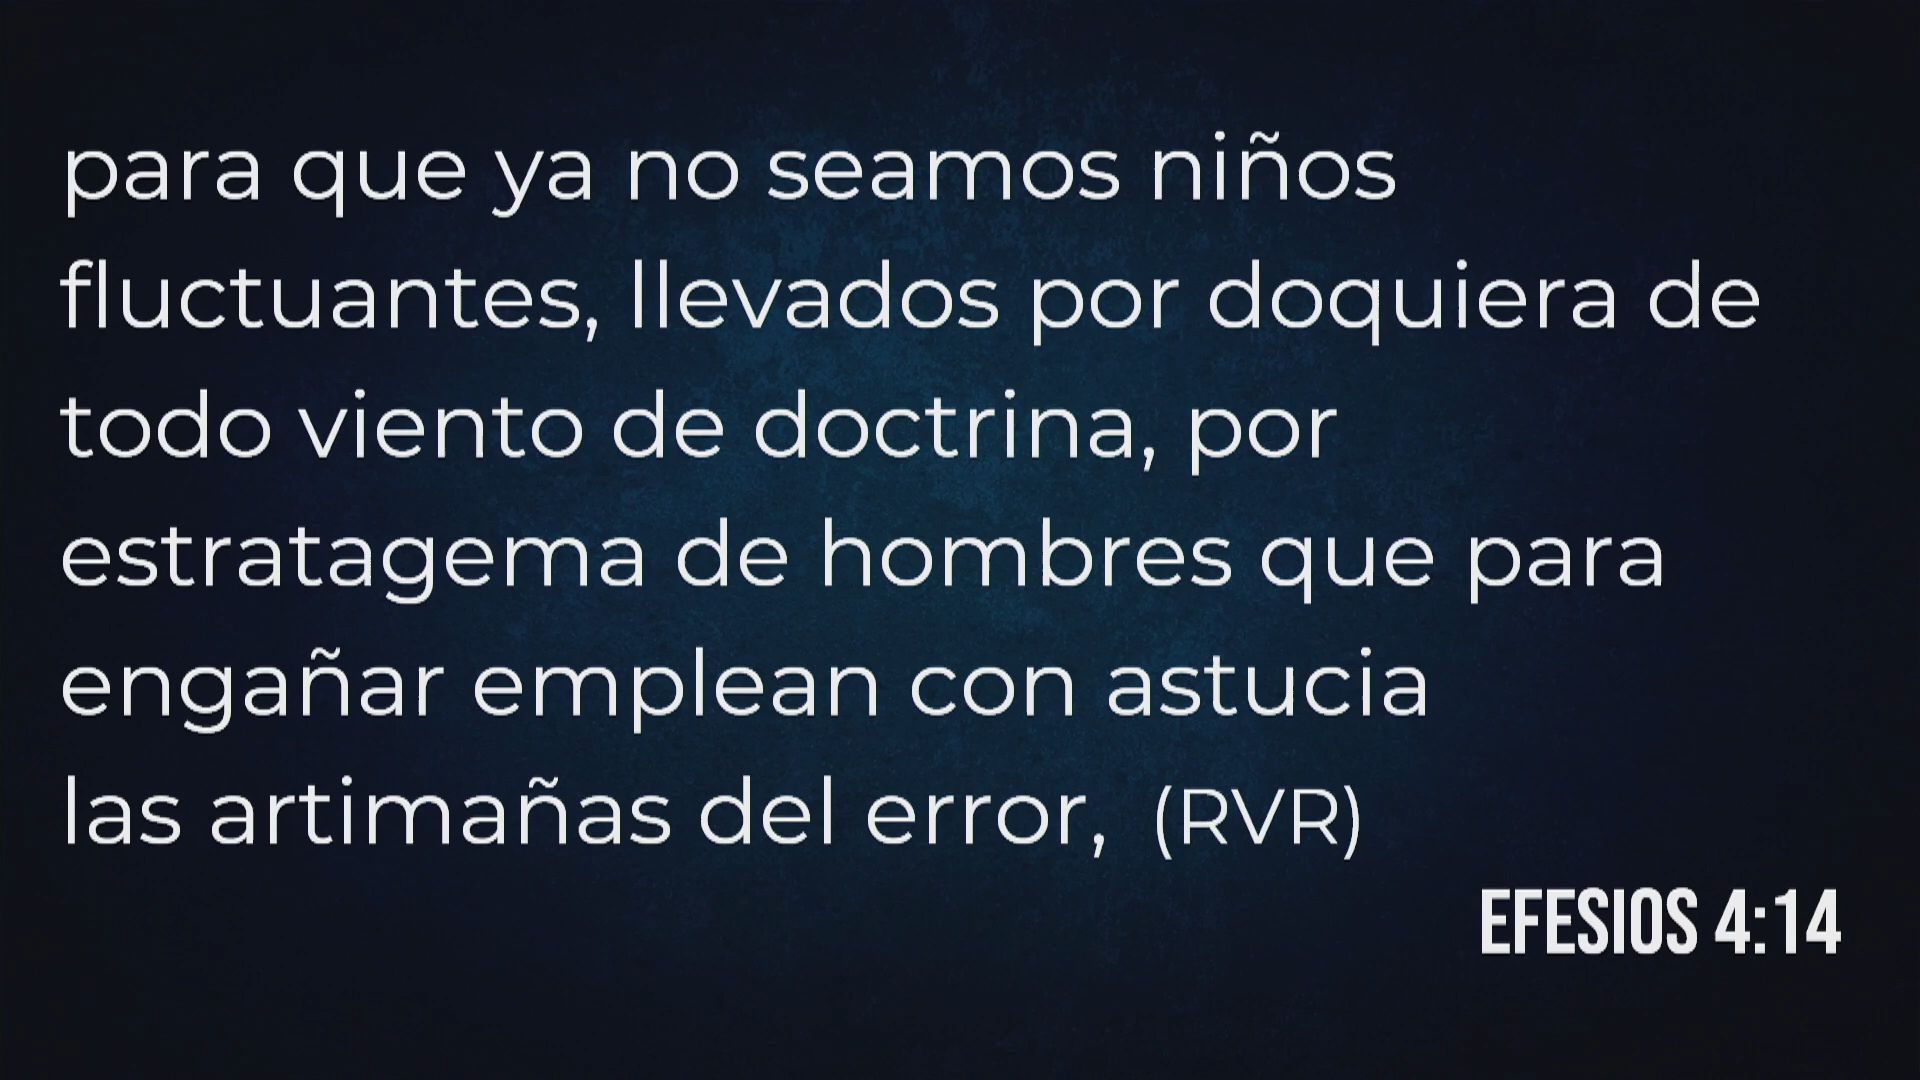 para que ya no seamos niños
fluctuantes, llevados por doquiera de
todo viento de doctrina, por
estratagema de hombres que para
engañar emplean con astucia
las artimañas del error, (RVR)
EFESIOS 4:14